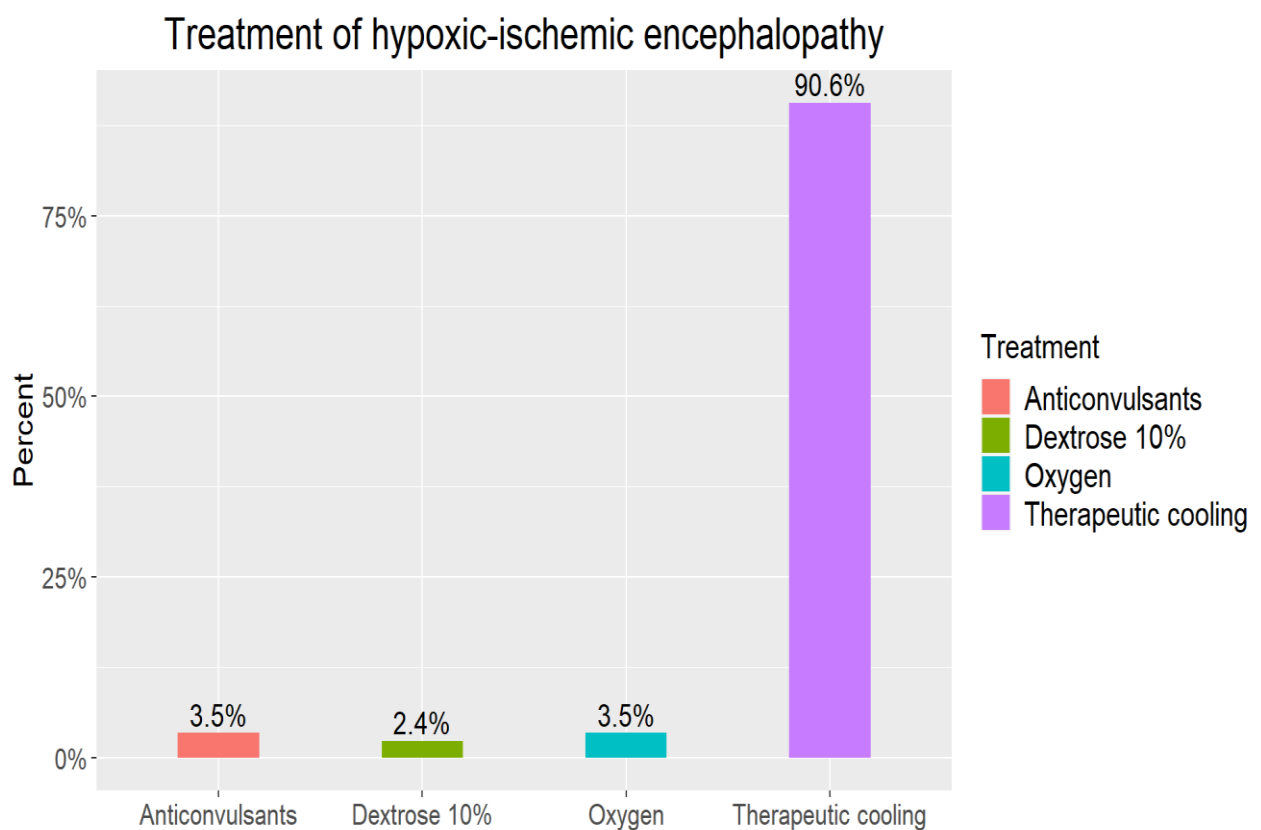 Treatment of hypoxic-ischemic encephalopathy
90.6%
75%
50%
25%
0%
Percent
3.5%
2.4%
3.5%
Anticonvulsants
Dextrose 10%
Oxygen
Therapeutic cooling
Treatment
Anticonvulsants
Dextrose 10%
Oxygen
Therapeutic cooling